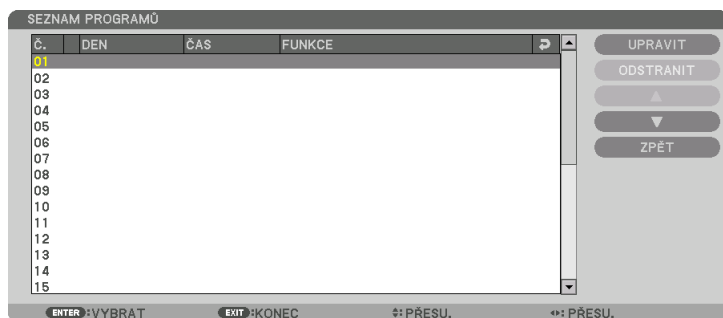 SEZNAM PROGRAMŮ
Č. DEN ČAS FUNKCE
01 UPRAVIT
02 ODSTRANIT
03
04
05
06 ZPĚT
07
08
09
10
11
12
13
14
15
ENTER:VYBRAT EXIT:KONEC :PŘESU. :PŘESU.